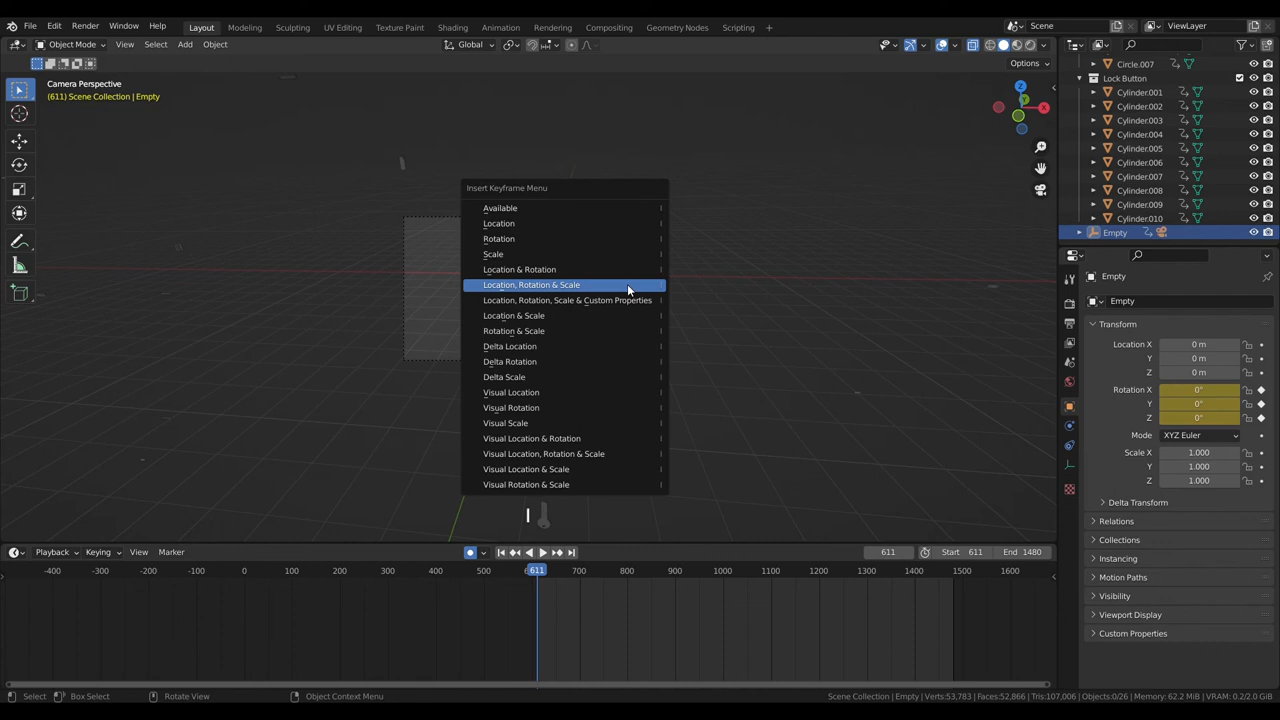 File Edit Render Window Help Layout Modeling Sculpting UV Editing Texture Paint Shading Animation Rendering Compositing Geometry Nodes Scripting + Scene ViewLayer
Object Mode View Select Add Object Global
Options
Camera Perspective
(611) Scene Collection | Empty
Circle.007
Lock Button
Cylinder.001
Cylinder.002
Cylinder.003
Cylinder.004
Cylinder.005
Cylinder.006
Cylinder.007
Cylinder.008
Cylinder.009
Cylinder.010
Empty
X
Y
Z
Insert Keyframe Menu
Available I
Location I
Rotation I
Scale I
Location & Rotation I
Location, Rotation & Scale I
Location, Rotation, Scale & Custom Properties I
Location & Scale I
Rotation & Scale I
Delta Location I
Delta Rotation I
Delta Scale I
Visual Location I
Visual Rotation I
Visual Scale I
Visual Location & Rotation I
Visual Location, Rotation & Scale I
Visual Location & Scale I
Visual Rotation & Scale I
I
Empty
Empty
Transform
Location X 0 m
Y 0 m
Z 0 m
Rotation X 0°
Y 0°
Z 0°
Mode XYZ Euler
Scale X 1.000
Y 1.000
Z 1.000
Delta Transform
Relations
Collections
Instancing
Motion Paths
Visibility
Viewport Display
Custom Properties
Playback Keying View Marker 611 Start 611 End 1480
-400 -300 -200 -100 0 100 200 300 400 500 611 700 800 900 1000 1100 1200 1300 1400 1500 1600
Select Box Select Rotate View Object Context Menu Scene Collection | Empty | Verts:53,783 | Faces:52,866 | Tris:107,006 | Objects:0/26 | Memory: 62.2 MiB | VRAM: 0.2/2.0 GiB